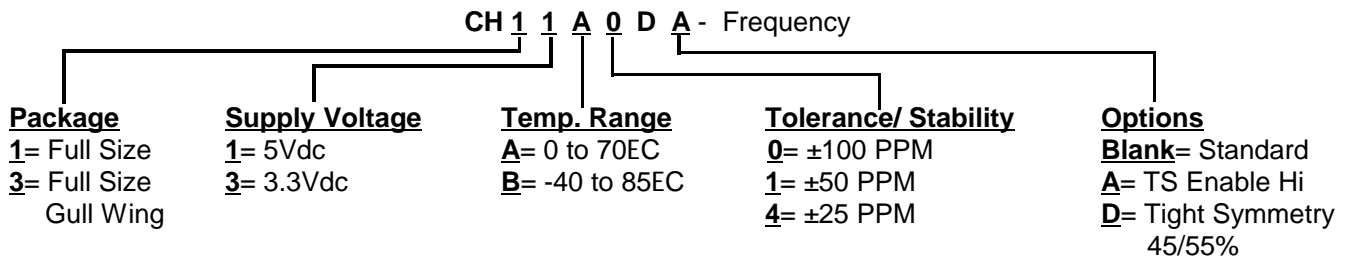 CH 1 1 A 0 D A - Frequency
Package Supply Voltage Temp. Range Tolerance/ Stability Options
1= Full Size 1= 5Vdc A= 0 to 70EC 0= ±100 PPM Blank= Standard
3= Full Size 3= 3.3Vdc B= -40 to 85EC 1= ±50 PPM A= TS Enable Hi
Gull Wing 4= ±25 PPM D= Tight Symmetry
45/55%